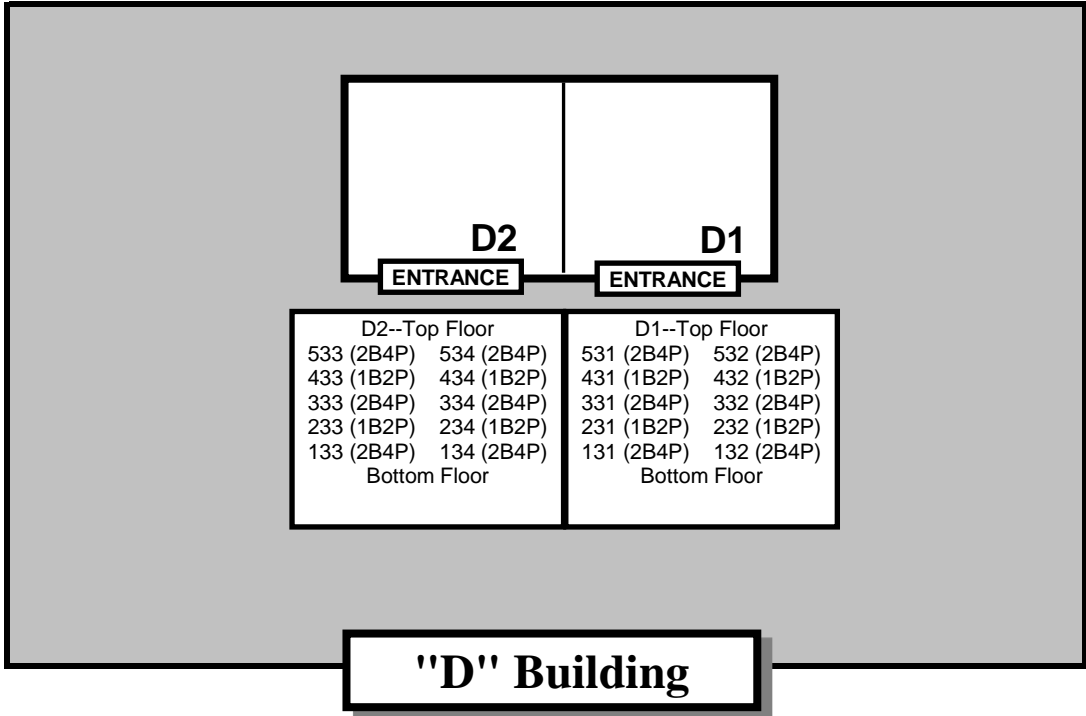 D2
D1
ENTRANCE
ENTRANCE
D2--Top Floor
533 (2B4P) 534 (2B4P)
433 (1B2P) 434 (1B2P)
333 (2B4P) 334 (2B4P)
233 (1B2P) 234 (1B2P)
133 (2B4P) 134 (2B4P)
Bottom Floor
D1--Top Floor
531 (2B4P) 532 (2B4P)
431 (1B2P) 432 (1B2P)
331 (2B4P) 332 (2B4P)
231 (1B2P) 232 (1B2P)
131 (2B4P) 132 (2B4P)
Bottom Floor
"D" Building